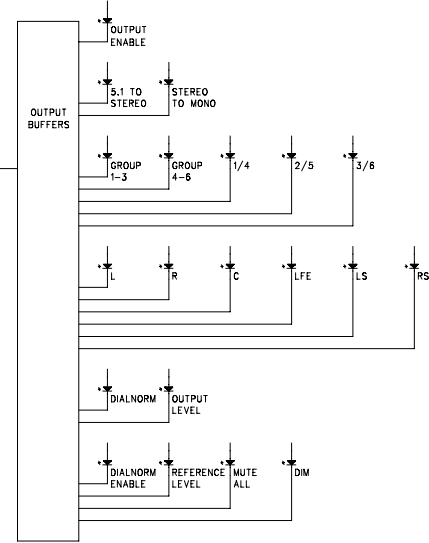 OUTPUT
ENABLE
5.1 TO
STEREO
STEREO
TO MONO
OUTPUT
BUFFERS
GROUP
1-3
GROUP
4-6
1/4
2/5
3/6
L
R
C
LFE
LS
RS
DIALNORM
OUTPUT
LEVEL
DIALNORM
ENABLE
REFERENCE
LEVEL
MUTE
ALL
DIM